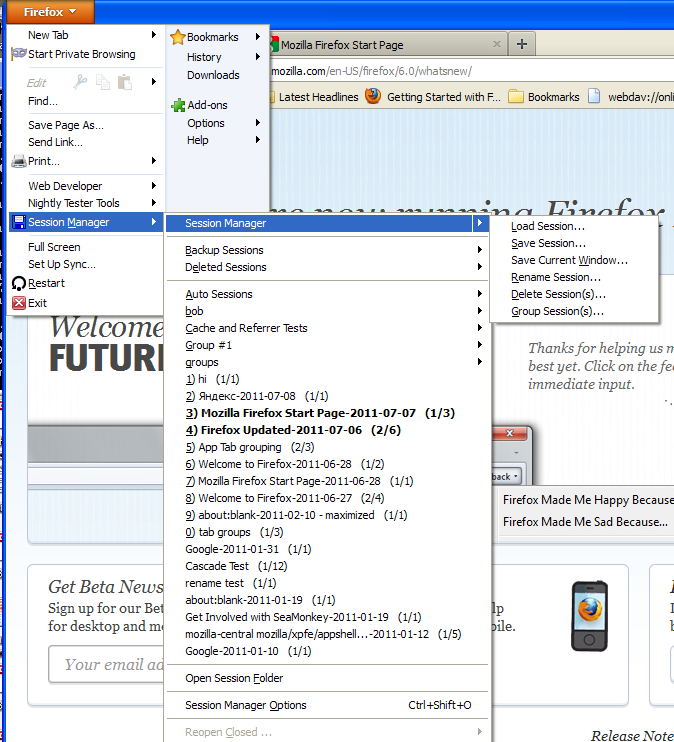 Firefox
New Tab
Start Private Browsing
Edit
Find...
Save Page As...
Send Link...
Print...
Web Developer
Nightly Tester Tools
Session Manager
Full Screen
Set Up Sync...
Restart
Exit
Bookmarks
History
Downloads
Add-ons
Options
Help
Mozilla Firefox Start Page
mozilla.com/en-US/firefox/6.0/whatsnew/
Latest Headlines
Getting Started with F...
Bookmarks
webdav://onli
now running Firefox
Session Manager
Backup Sessions
Deleted Sessions
Auto Sessions
bob
Cache and Referrer Tests
Group #1
groups
1) hi (1/1)
2) Яндекс-2011-07-08 (1/1)
3) Mozilla Firefox Start Page-2011-07-07 (1/3)
4) Firefox Updated-2011-07-06 (2/6)
5) App Tab grouping (2/3)
6) Welcome to Firefox-2011-06-28 (1/2)
7) Mozilla Firefox Start Page-2011-06-28 (1/1)
8) Welcome to Firefox-2011-06-27 (2/4)
9) about:blank-2011-02-10 - maximized (1/1)
0) tab groups (1/3)
Google-2011-01-31 (1/1)
Cascade Test (1/12)
rename test (1/1)
about:blank-2011-01-19 (1/1)
Get Involved with SeaMonkey-2011-01-19 (1/1)
mozilla-central mozilla/xpfe/appshell...-2011-01-12 (1/5)
Google-2011-01-10 (1/1)
Open Session Folder
Session Manager Options Ctrl+Shift+O
Reopen Closed ...
Load Session...
Save Session...
Save Current Window...
Rename Session...
Delete Session(s)...
Group Session(s)...
Welcome
FUTUR
Thanks for helping us m
best yet. Click on the fee
immediate input.
back
Firefox Made Me Happy Because
Firefox Made Me Sad Because...
Get Beta News
Sign up for our Bet
for desktop and mo
lp
bile.
Your email ad
Release Note